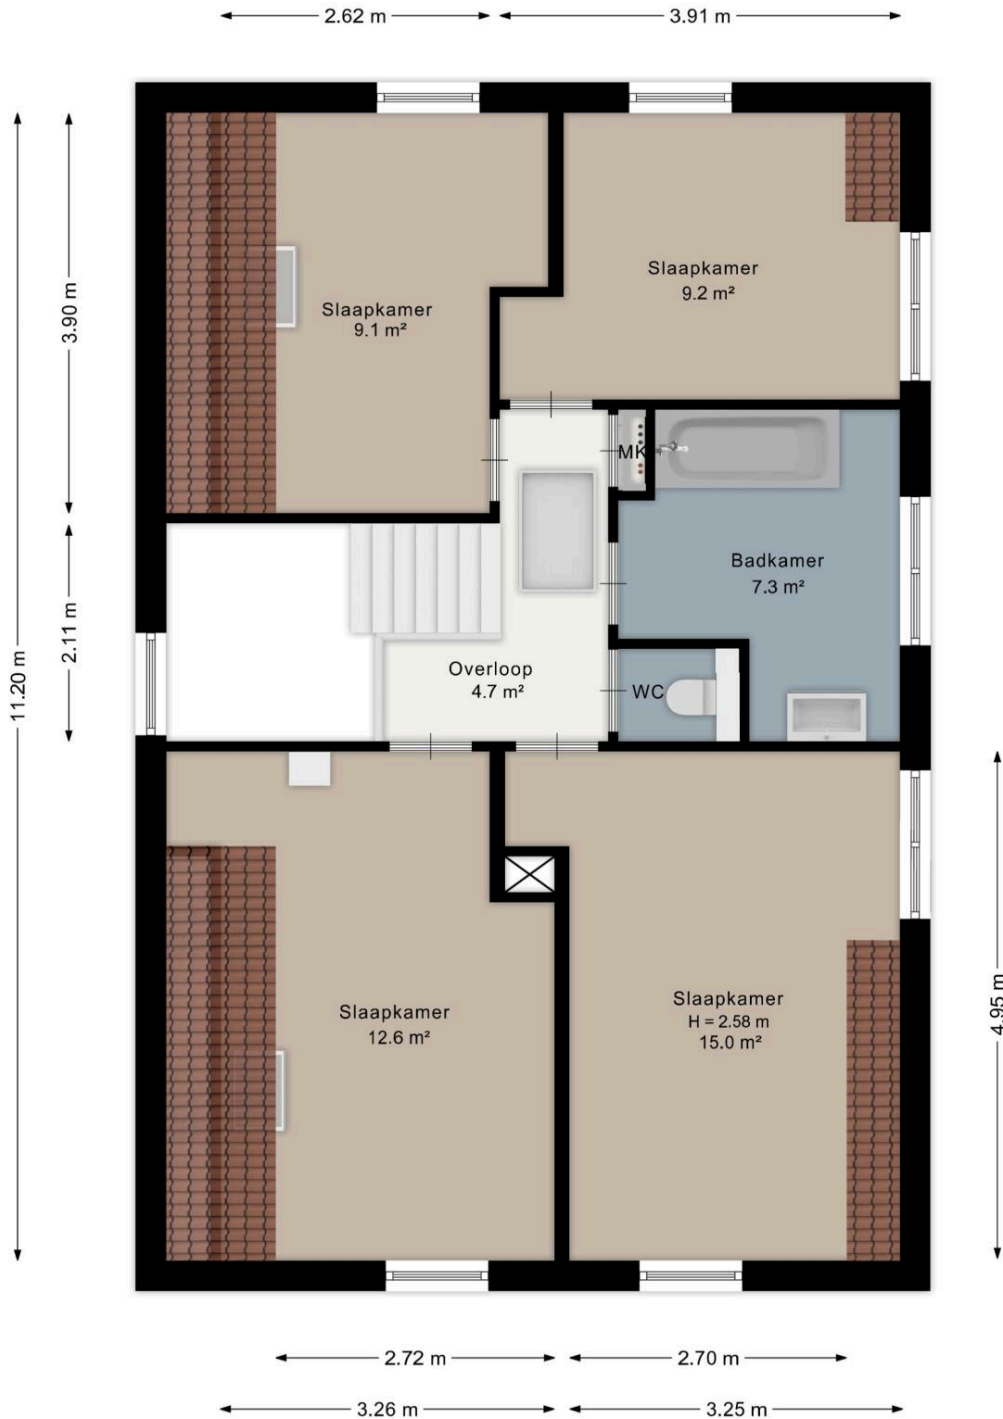 2.62 m
3.91 m
3.90 m
2.11 m
11.20 m
Slaapkamer
9.1 m²
Slaapkamer
9.2 m²
MK
Badkamer
7.3 m²
Overloop
4.7 m²
WC
Slaapkamer
12.6 m²
Slaapkamer
H = 2.58 m
15.0 m²
4.95 m
2.72 m
2.70 m
3.26 m
3.25 m